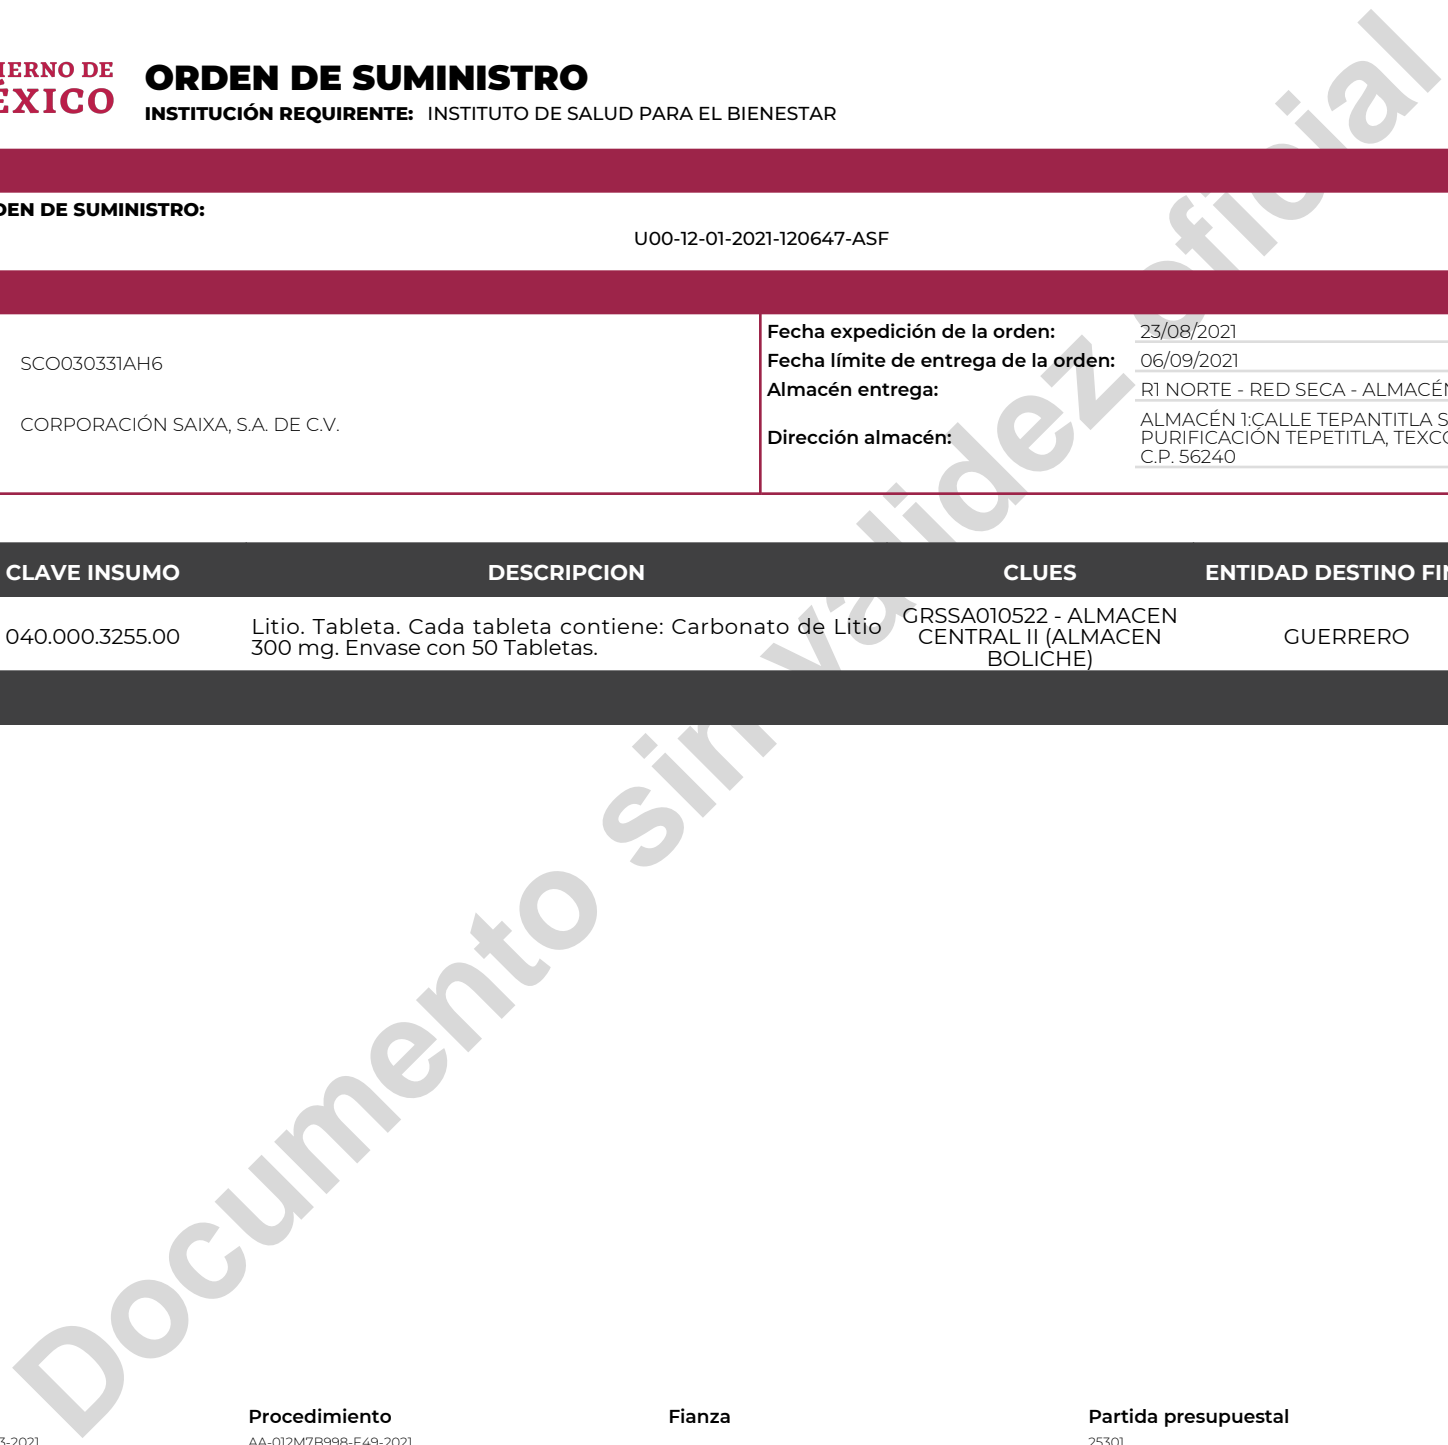 ORDEN DE SUMINISTRO
INSTITUCIÓN REQUIRENTE: INSTITUTO DE SALUD PARA EL BIENESTAR
DE
MÉXICO
DE SUMINISTRO:
U00-12-01-2021-120647-ASF
SCO030331AH6
CORPORACIÓN SAIXA, S.A. DE C.V.
Fecha expedición de la orden: 23/08/2021
Fecha límite de entrega de la orden: 06/09/2021
Almacén entrega: R1 NORTE - RED SECA - ALMACÉN
Dirección almacén: ALMACÉN 1:CALLE TEPANTITLA
PURIFICACIÓN TEPETITLA,
C.P. 56240
CLAVE INSUMO DESCRIPCION CLUES ENTIDAD DESTINO
040.000.3255.00
Litio. Tableta. Cada tableta contiene: Carbonato de Litio
300 mg. Envase con 50 Tabletas.
GRSSA010522 - ALMACEN
CENTRAL II (ALMACEN
BOLICHE)
GUERRERO
Documento sin validez oficial
Procedimiento Fianza Partida presupuestal
AA-012M7B998-E49-2021 25301